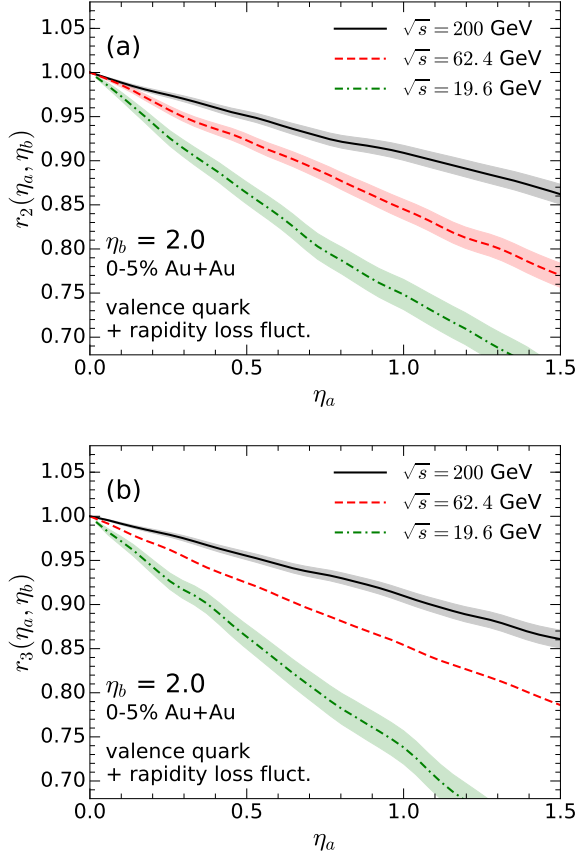 (a)
√s = 200 GeV
√s = 62.4 GeV
√s = 19.6 GeV
1.05
1.00
0.95
0.90
0.85
0.80
0.75
0.70
r₂(ηₐ, η_b)
η_b = 2.0
0-5% Au+Au
valence quark
+ rapidity loss fluct.
0.0 0.5 1.0 1.5
ηₐ
(b)
√s = 200 GeV
√s = 62.4 GeV
√s = 19.6 GeV
1.05
1.00
0.95
0.90
0.85
0.80
0.75
0.70
r₃(ηₐ, η_b)
η_b = 2.0
0-5% Au+Au
valence quark
+ rapidity loss fluct.
0.0 0.5 1.0 1.5
ηₐ